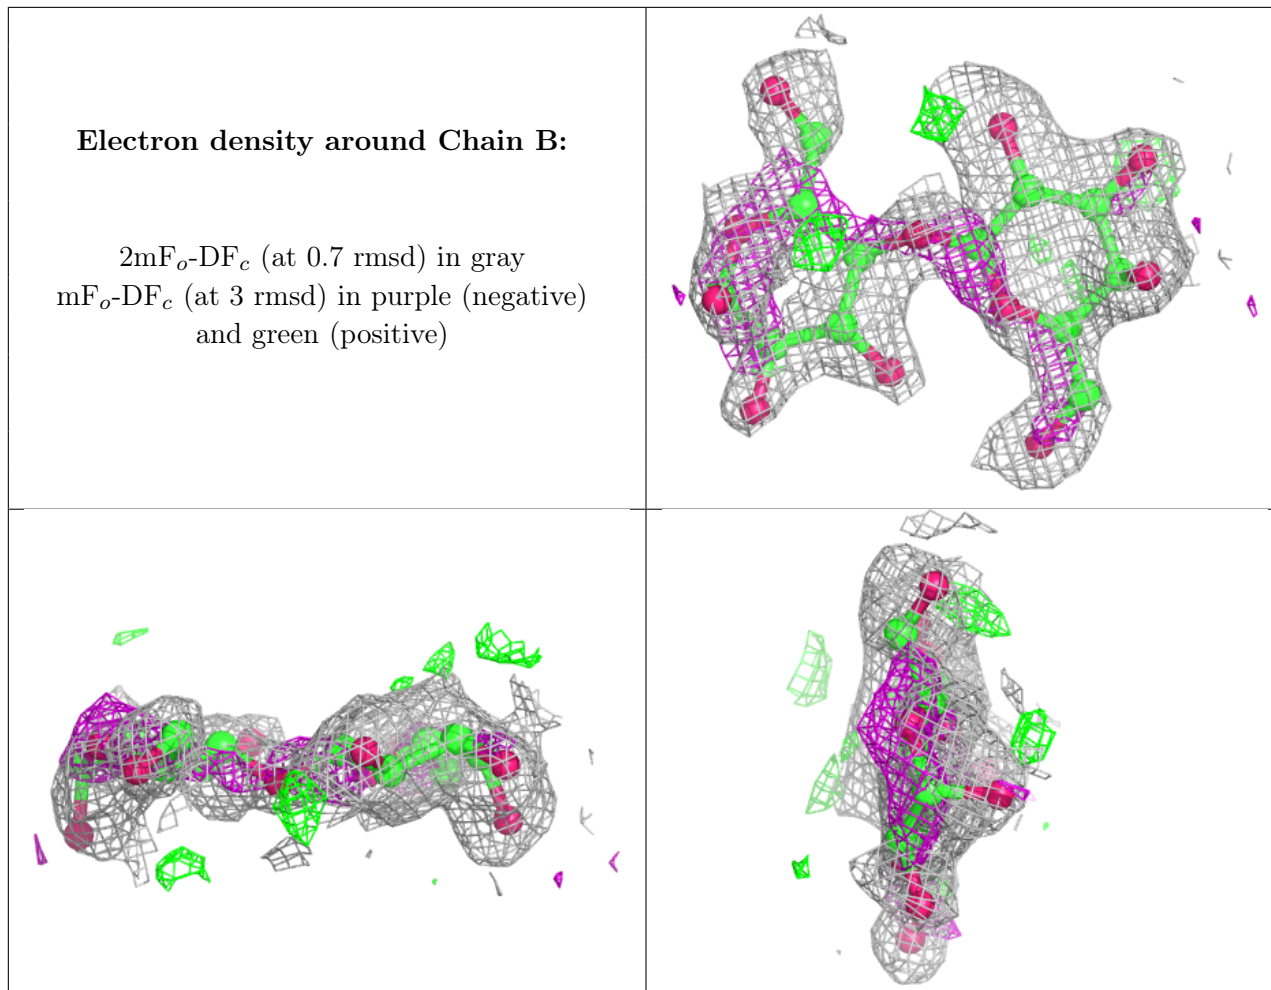 Electron density around Chain B:
2mFo-DFc (at 0.7 rmsd) in gray
mFo-DFc (at 3 rmsd) in purple (negative)
and green (positive)